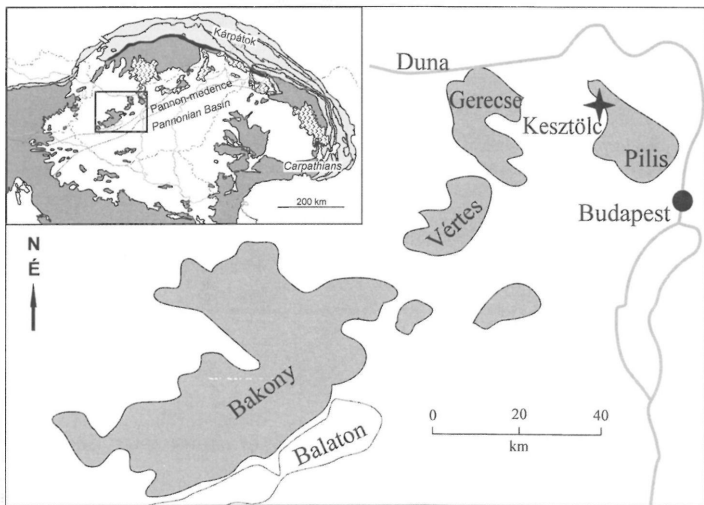 Kárpátok
Pannon-medence
Pannonian Basin
Carpathians
200 km
Duna
Gerecse
Kesztölc
Pilis
Budapest
Vértes
N
É
Bakony
Balaton
0 20 40
km